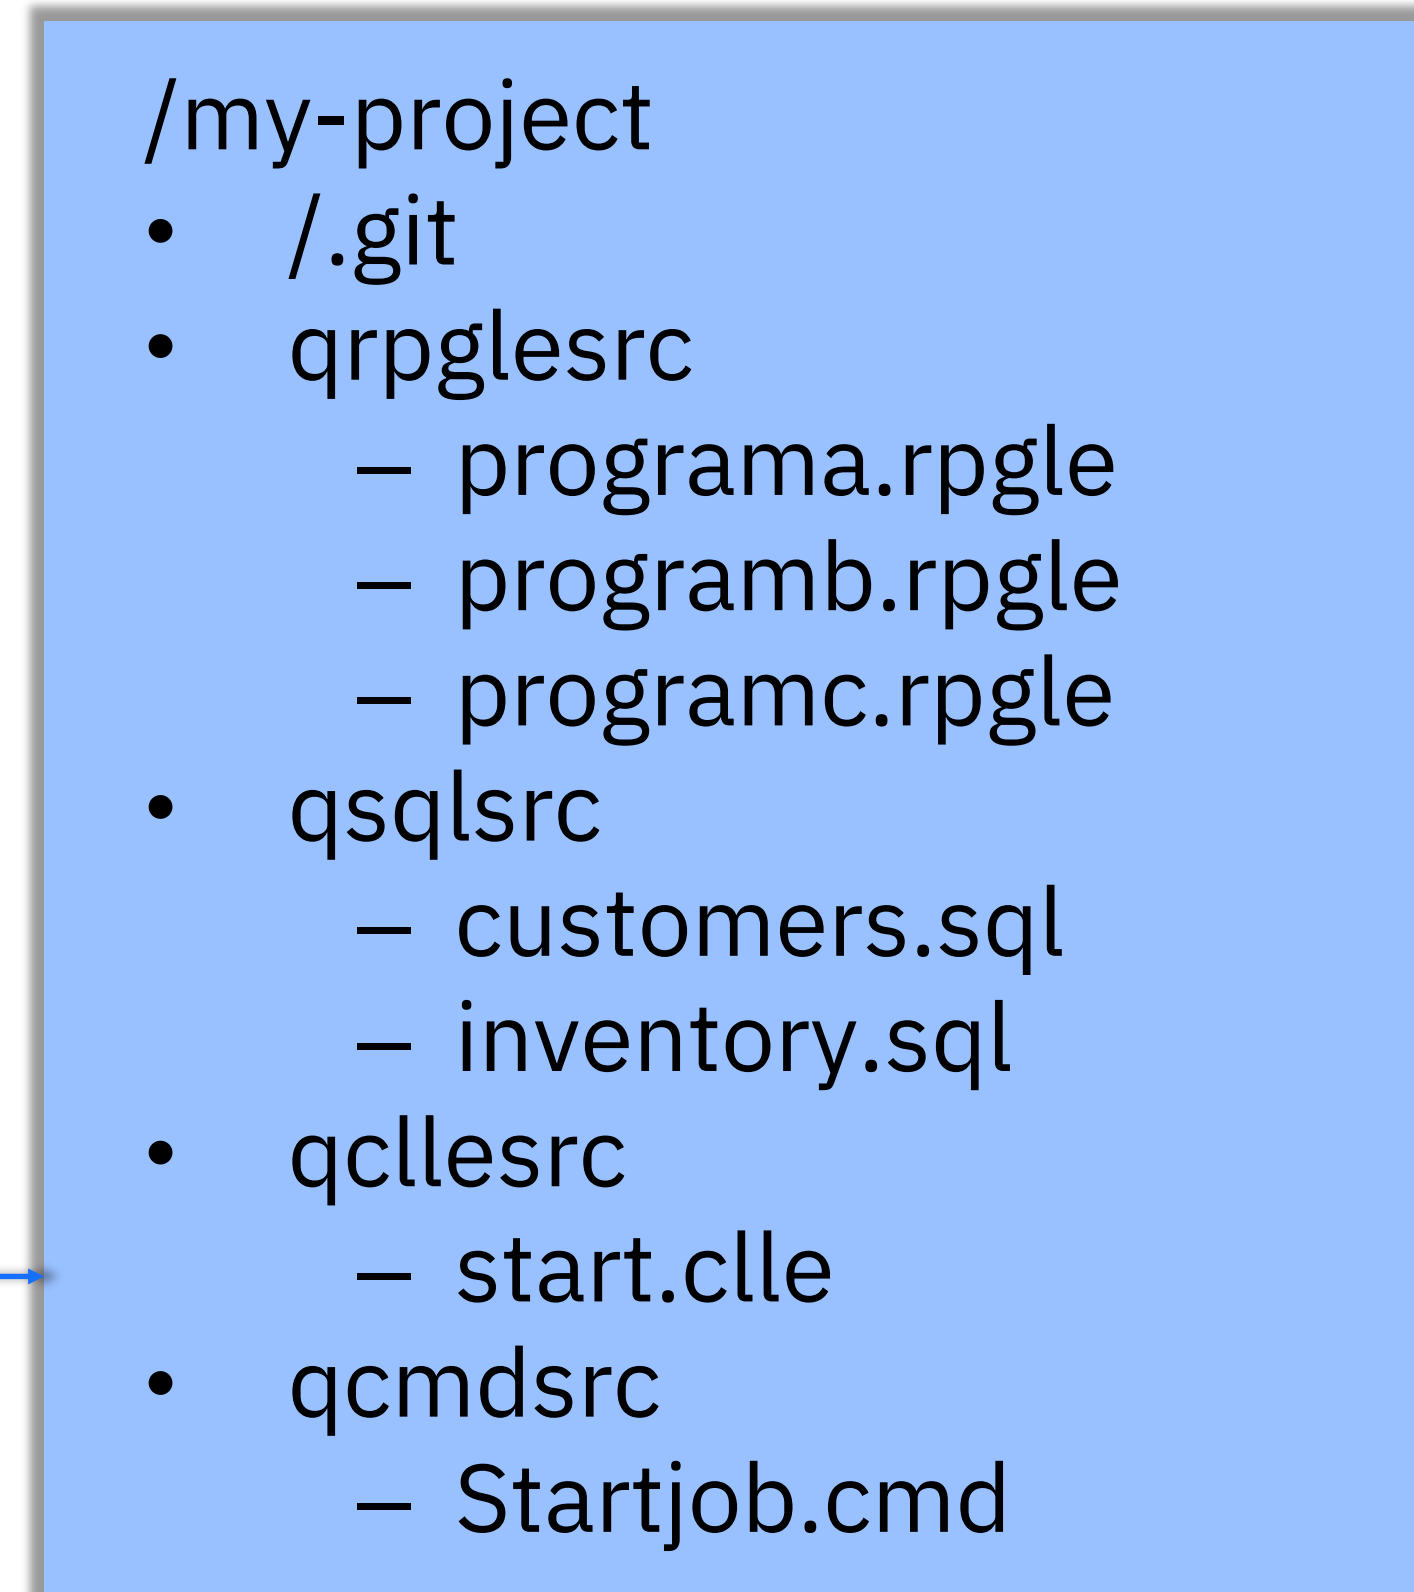 /my-project
• /.git
• qrpglesrc
– programa.rpgle
– programb.rpgle
– programc.rpgle
• qsqlsrc
– customers.sql
– inventory.sql
• qcllesrc
– start.clle
• qcmdsrc
– Startjob.cmd